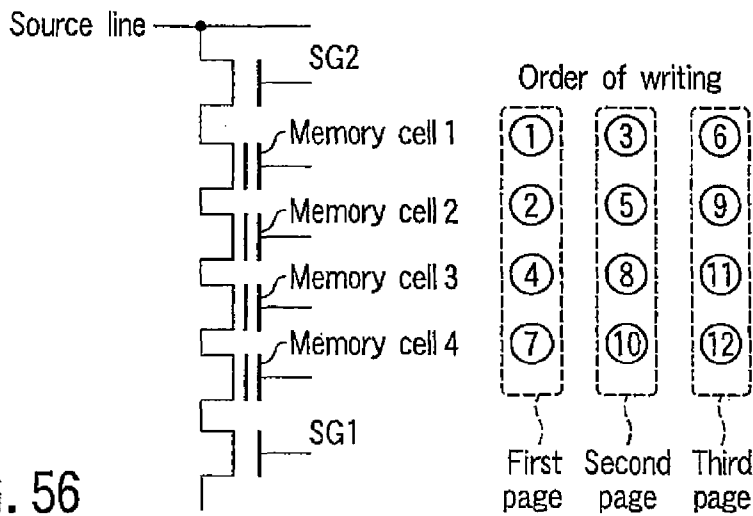 Source line
SG2
Order of writing
Memory cell 1
① ③ ⑥
Memory cell 2
② ⑤ ⑨
Memory cell 3
④ ⑧ ⑪
Memory cell 4
⑦ ⑩ ⑫
SG1
First Second Third
page page page
. 56